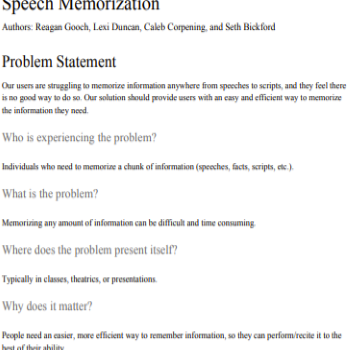 Speech Memorization
Authors: Reagan Gooch, Lexi Duncan, Caleb Corpening, and Seth Bickford
Problem Statement
Our users are struggling to memorize information anywhere from speeches to scripts, and they feel there
is no good way to do so. Our solution should provide users with an easy and efficient way to memorize
the information they need.
Who is experiencing the problem?
Individuals who need to memorize a chunk of information (speeches, facts, scripts, etc.).
What is the problem?
Memorizing any amount of information can be difficult and time consuming.
Where does the problem present itself?
Typically in classes, theatrics, or presentations.
Why does it matter?
People need an easier, more efficient way to remember information, so they can perform/recite it to the
best of their ability.